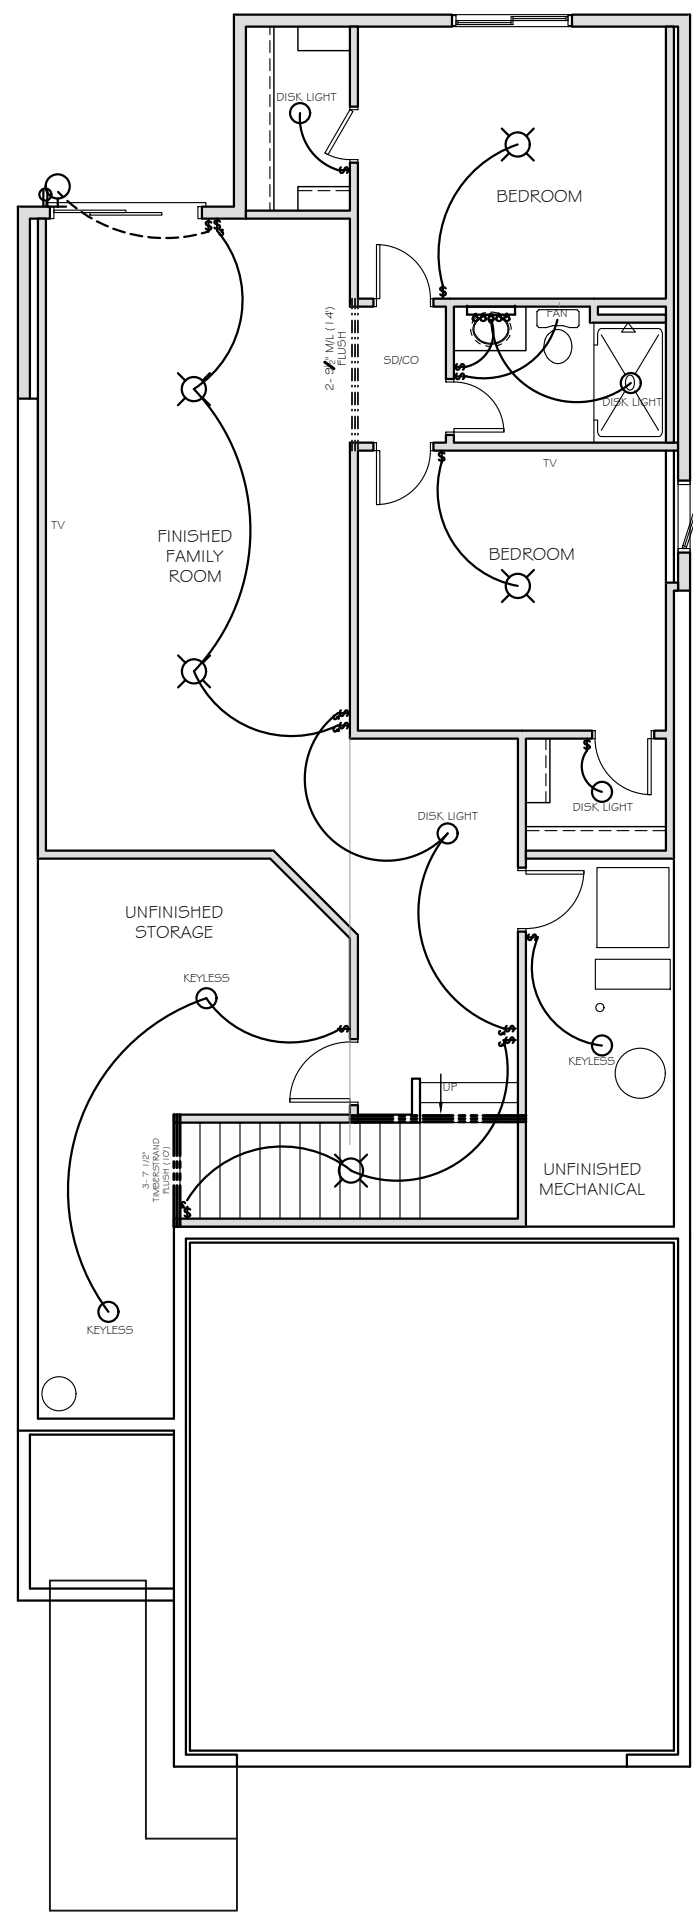 DISK LIGHT
BEDROOM
FAN
2- 9 ½" M/L (14')
FLUSH
SD/CO
DISK LIGHT
TV
TV
FINISHED
FAMILY
ROOM
BEDROOM
DISK LIGHT
DISK LIGHT
UNFINISHED
STORAGE
KEYLESS
KEYLESS
UP
3- 7 1/2"
TIMBERSTRAND
FLUSH (10')
UNFINISHED
MECHANICAL
KEYLESS